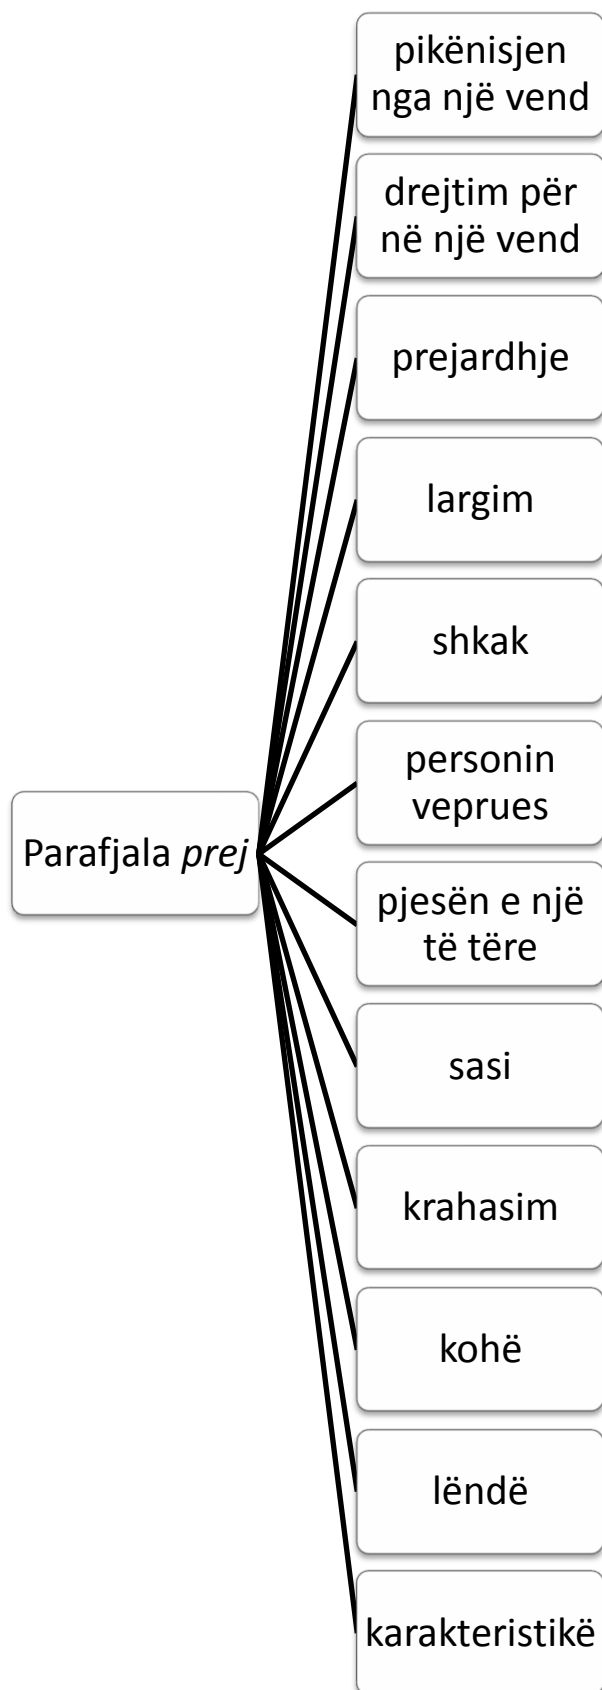 pikënisjen
nga një vend
drejtim për
në një vend
prejardhje
largim
shkak
personin
veprues
Parafjala prej
pjesën e një
të tëre
sasi
krahasim
kohë
lëndë
karakteristikë